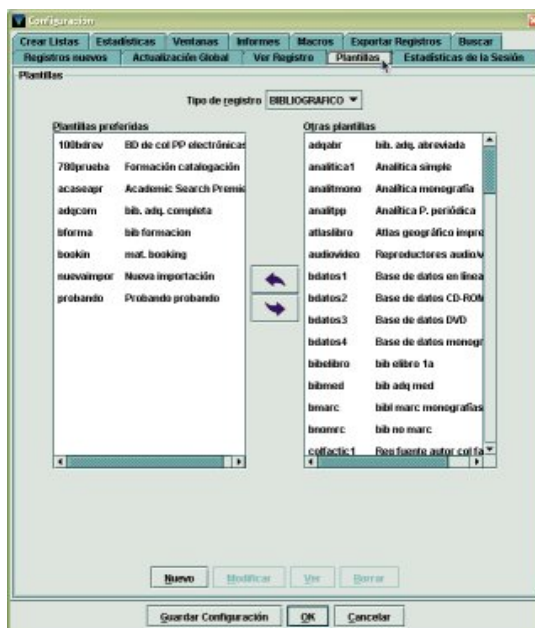 Configuración
Crear Listas Estadísticas Ventanas Informes Macros Exportar Registros Buscar
Registros nuevos Actualización Global Ver Registro Plantillas Estadísticas de la Sesión
Plantillas
Tipo de registro BIBLIOGRAFICO
Plantillas preferidas
100bdrev BD de col PP electrónicas
780prueba Formación catalogación
acaseapr Academic Search Premie
adqcom bib. adq. completa
bforma bib formacion
bookin mat. booking
nuevaimpor Nueva importación
probando Probando probando
Otras plantillas
adqabr bib. adq. abreviada
analitica1 Analítica simple
analitmono Analítica monografía
analitpp Analítica P. periódica
atlaslibro Atlas geográfico impre
audiovideo Reproductores audio/v
bdatos1 Base de datos en línea
bdatos2 Base de datos CD-ROM
bdatos3 Base de datos DVD
bdatos4 Base de datos monogr
bibelibro bib elibro 1a
bibmed bib adq med
bmarc bibl marc monografías
bnomrc bib no marc
colfactic1 Reg fuente autor col fa
Nuevo Modificar Ver Borrar
Guardar Configuración OK Cancelar